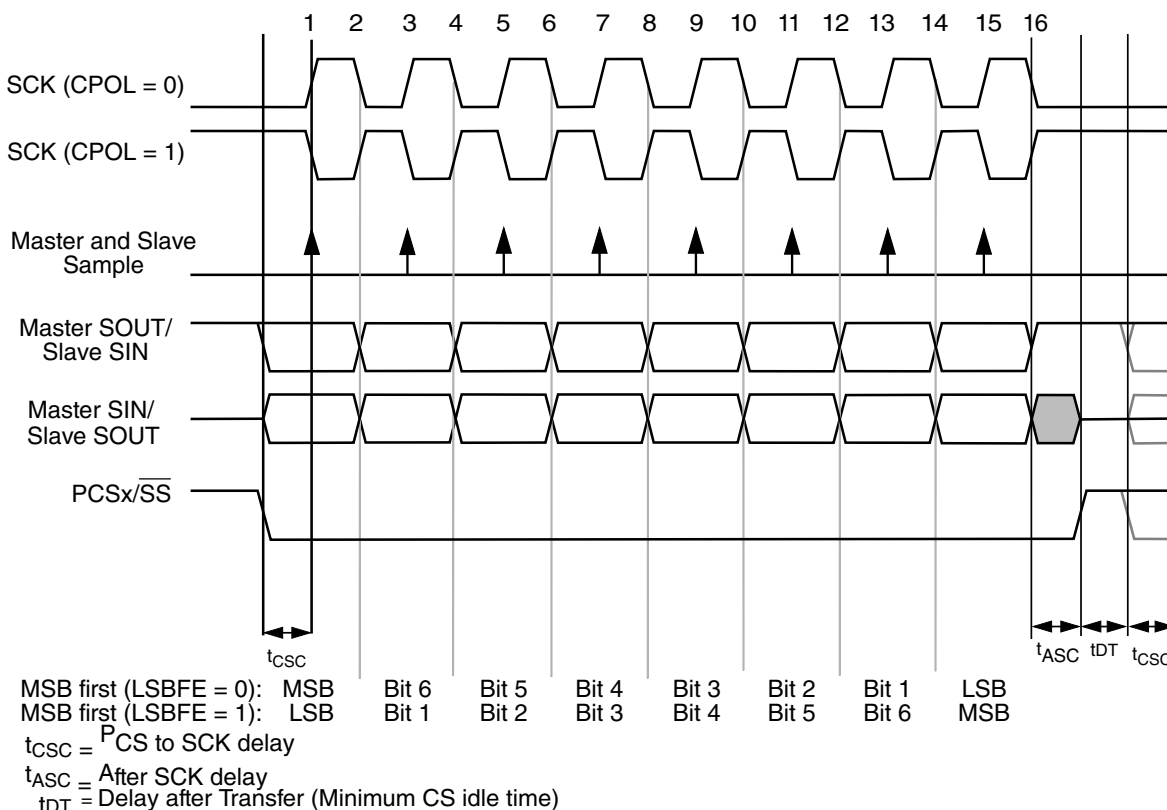 1 2 3 4 5 6 7 8 9 10 11 12 13 14 15 16
SCK (CPOL = 0)
SCK (CPOL = 1)
Master and Slave
Sample
Master SOUT/
Slave SIN
Master SIN/
Slave SOUT
PCSx/SS
tCSC tASC tDT tCSC
MSB first (LSBFE = 0): MSB Bit 6 Bit 5 Bit 4 Bit 3 Bit 2 Bit 1 LSB
MSB first (LSBFE = 1): LSB Bit 1 Bit 2 Bit 3 Bit 4 Bit 5 Bit 6 MSB
tCSC = PCS to SCK delay
tASC = After SCK delay
tDT = Delay after Transfer (Minimum CS idle time)